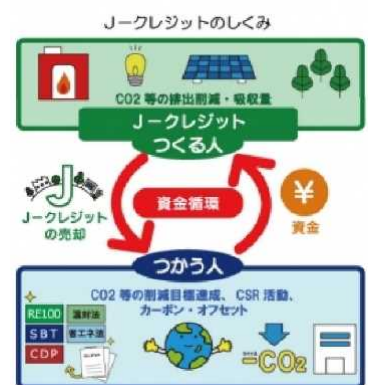 J－クレジットのしくみ
CO2 等の排出削減・吸収量
J－クレジット
つくる人
J
J－クレジット
の売却
資金循環
¥
資金
つかう人
CO2 等の削減目標達成、CSR 活動、
カーボン・オフセット
RE100 温対法
SBT 省エネ法
CDP
-CO2